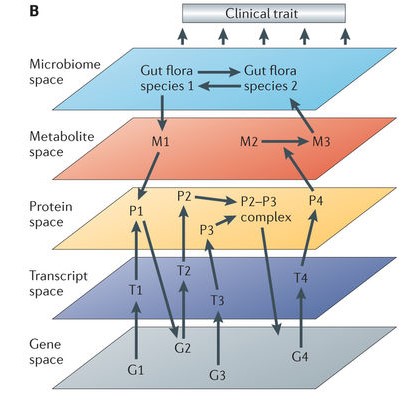 B
Clinical trait
Microbiome
space
Gut flora
species 1
Gut flora
species 2
Metabolite
space
M1
M2
M3
Protein
space
P1
P2
P3
P2–P3
complex
P4
Transcript
space
T1
T2
T3
T4
Gene
space
G1
G2
G3
G4